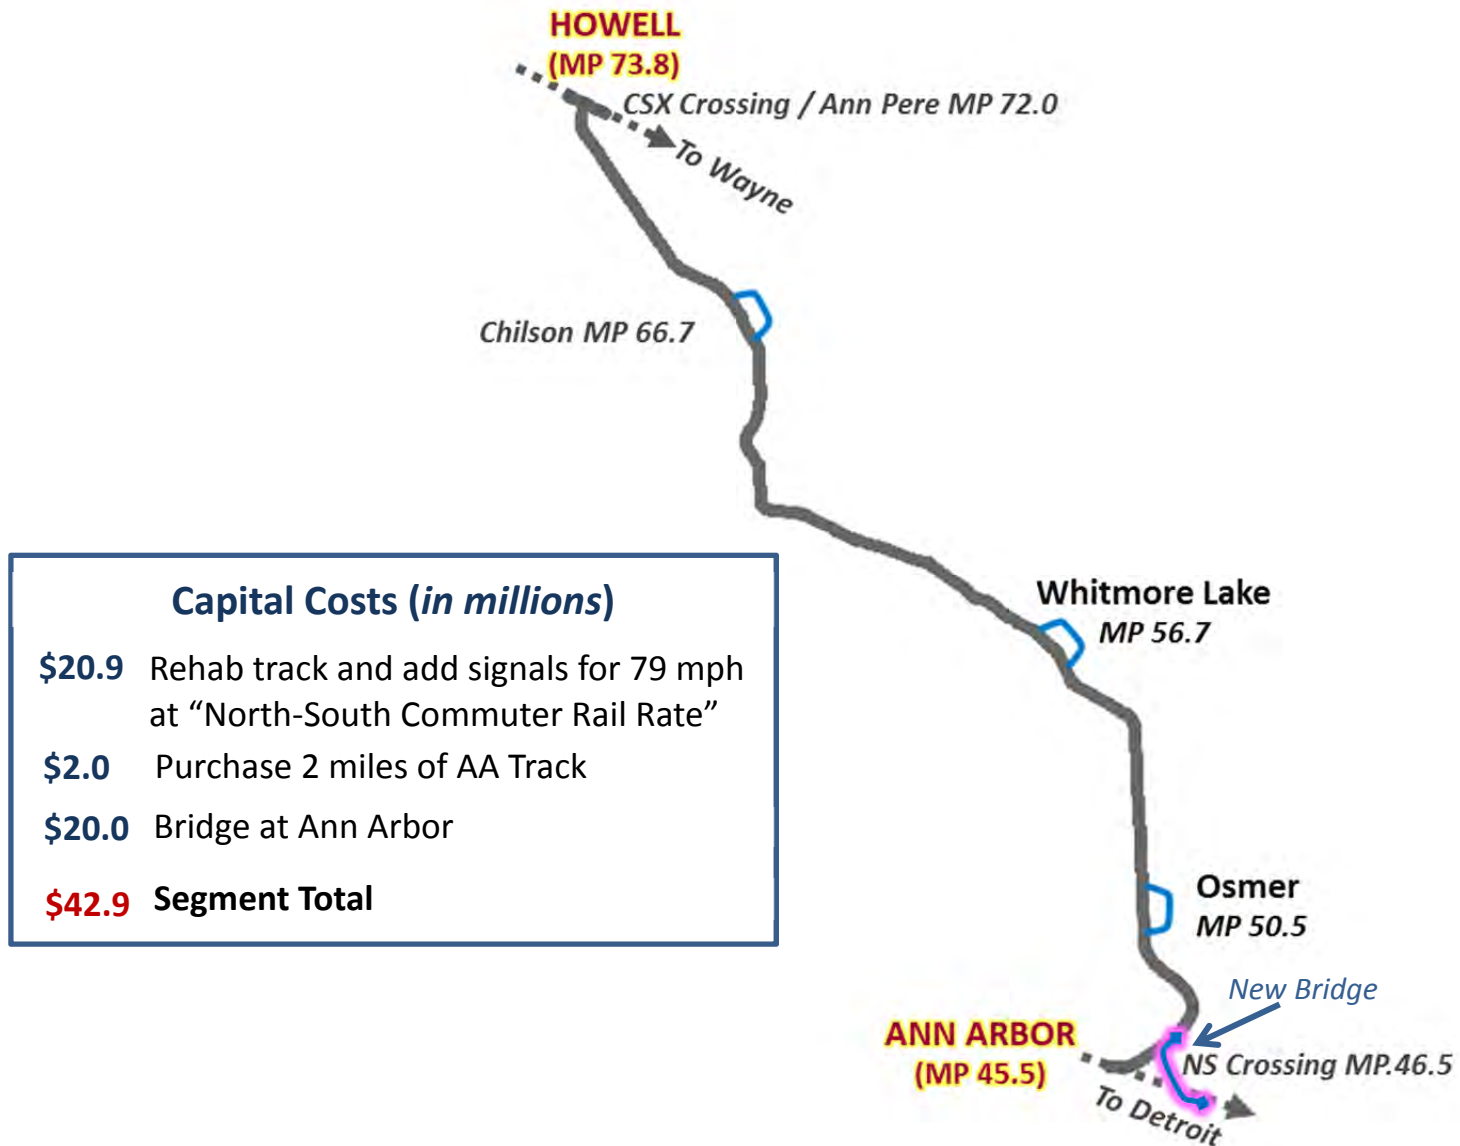 HOWELL
(MP 73.8)
CSX Crossing / Ann Pere MP 72.0
To Wayne
Chilson MP 66.7
Whitmore Lake
MP 56.7
Capital Costs (in millions)
$20.9 Rehab track and add signals for 79 mph
at “North-South Commuter Rail Rate”
$2.0 Purchase 2 miles of AA Track
$20.0 Bridge at Ann Arbor
$42.9 Segment Total
Osmer
MP 50.5
New Bridge
ANN ARBOR
(MP 45.5)
NS Crossing MP.46.5
To Detroit